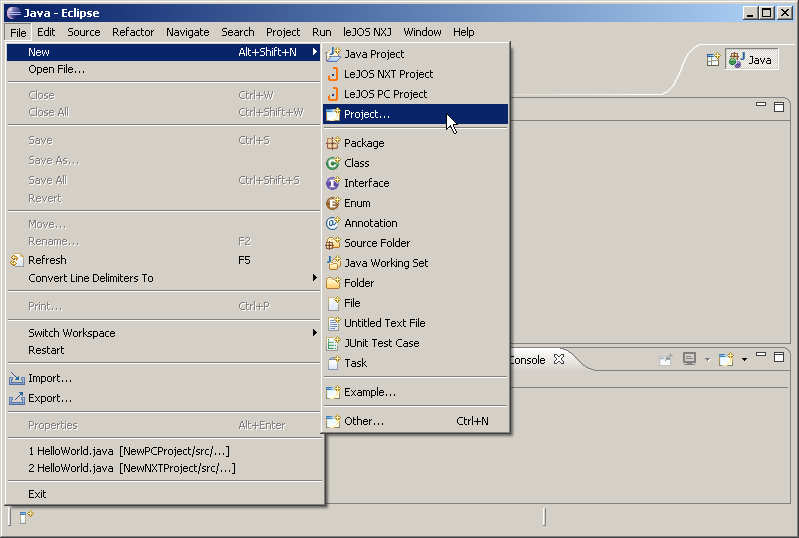 Java - Eclipse
File Edit Source Refactor Navigate Search Project Run leJOS NXJ Window Help
New Alt+Shift+N
Open File...
Close Ctrl+W
Close All Ctrl+Shift+W
Save Ctrl+S
Save As...
Save All Ctrl+Shift+S
Revert
Move...
Rename... F2
Refresh F5
Convert Line Delimiters To
Print... Ctrl+P
Switch Workspace
Restart
Import...
Export...
Properties Alt+Enter
1 HelloWorld.java [NewPCProject/src/...]
2 HelloWorld.java [NewNXTProject/src/...]
Exit
Java Project
LeJOS NXT Project
LeJOS PC Project
Project...
Package
Class
Interface
Enum
Annotation
Source Folder
Java Working Set
Folder
File
Untitled Text File
JUnit Test Case
Task
Example...
Other... Ctrl+N
Java
Console